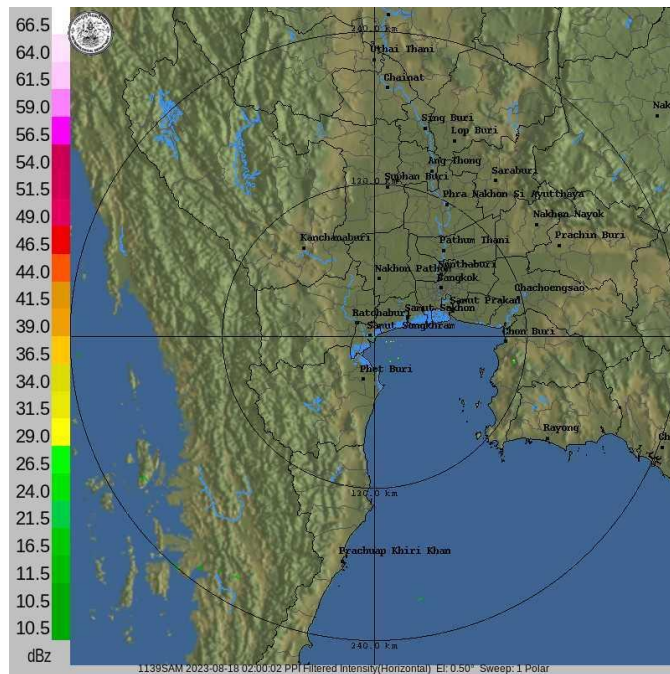 66.5
64.0
61.5
59.0
56.5
54.0
51.5
49.0
46.5
44.0
41.5
39.0
36.5
34.0
31.5
29.0
26.5
24.0
21.5
16.5
11.5
10.5
10.5
dBz
240.0 km
Uthai Thani
Chainat
Nak
Sing Buri
Lop Buri
Ang Thong
Saraburi
Suphan Buri
Phra Nakhon Si Ayutthaya
Nakhon Nayok
Prachin Buri
Kanchanaburi
Pathum Thani
Nonthaburi
Nakhon Pathom
Bangkok
Chachoengsao
Samut Prakan
Samut Sakhon
Ratchaburi
Samut Songkhram
Chon Buri
Phet Buri
Rayong
Ch
120.0 km
Prachuap Khiri Khan
240.0 km
1139SAM 2023-08-18 02:00:02 PPI Filtered Intensity(Horizontal) El: 0.50° Sweep: 1 Polar